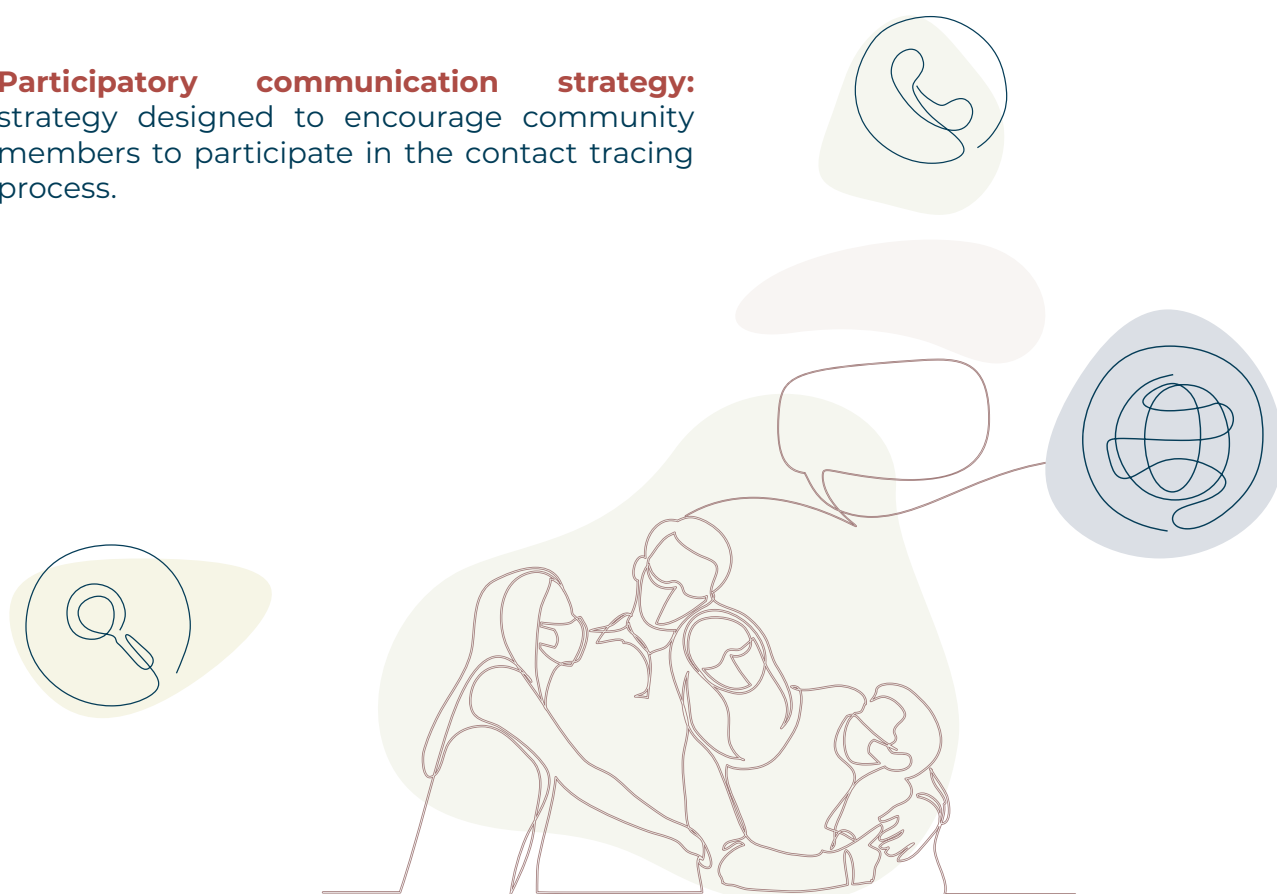 Participatory communication strategy:
strategy designed to encourage community
members to participate in the contact tracing
process.